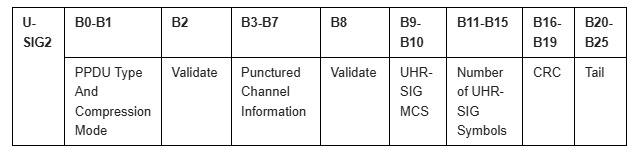 U-SIG2
B0-B1
B2
B3-B7
B8
B9-B10
B11-B15
B16-B19
B20-B25
PPDU Type
And
Compression
Mode
Validate
Punctured
Channel
Information
Validate
UHR-
SIG
MCS
Number
of UHR-
SIG
Symbols
CRC
Tail